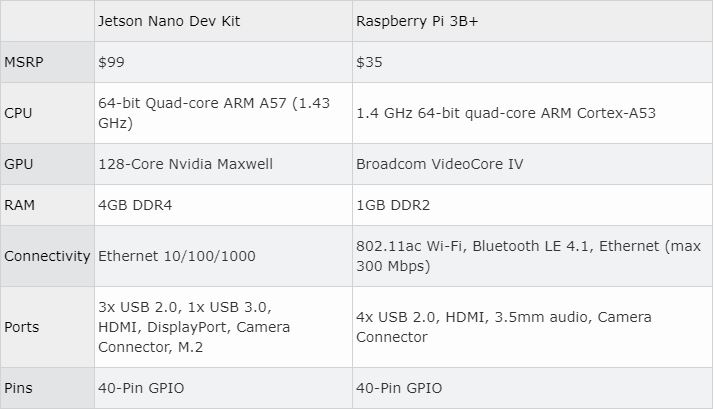 Jetson Nano Dev Kit Raspberry Pi 3B+
MSRP $99 $35
CPU 64-bit Quad-core ARM A57 (1.43 GHz) 1.4 GHz 64-bit quad-core ARM Cortex-A53
GPU 128-Core Nvidia Maxwell Broadcom VideoCore IV
RAM 4GB DDR4 1GB DDR2
Connectivity Ethernet 10/100/1000 802.11ac Wi-Fi, Bluetooth LE 4.1, Ethernet (max 300 Mbps)
Ports 3x USB 2.0, 1x USB 3.0, HDMI, DisplayPort, Camera Connector, M.2 4x USB 2.0, HDMI, 3.5mm audio, Camera Connector
Pins 40-Pin GPIO 40-Pin GPIO